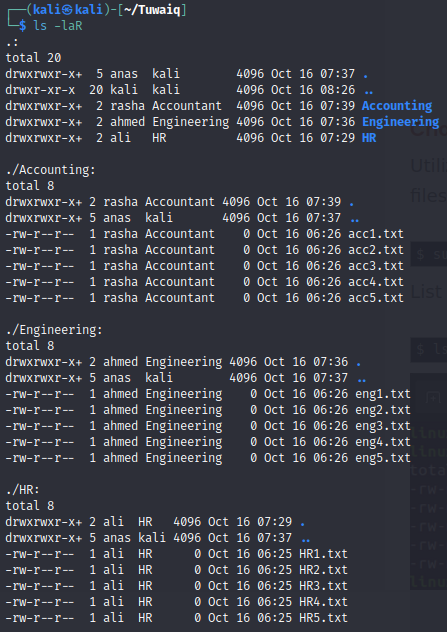 ┌──(kali㉿kali)-[~/Tuwaiq]
└─$ ls -laR
.:
total 20
drwxrwxr-x+  5 anas  kali        4096 Oct 16 07:37 .
drwxr-xr-x  20 kali  kali        4096 Oct 16 08:26 ..
drwxrwxr-x+  2 rasha Accountant  4096 Oct 16 07:39 Accounting
drwxrwxr-x+  2 ahmed Engineering 4096 Oct 16 07:36 Engineering
drwxrwxr-x+  2 ali   HR          4096 Oct 16 07:29 HR

./Accounting:
total 8
drwxrwxr-x+ 2 rasha Accountant 4096 Oct 16 07:39 .
drwxrwxr-x+ 5 anas  kali       4096 Oct 16 07:37 ..
-rw-r--r--  1 rasha Accountant    0 Oct 16 06:26 acc1.txt
-rw-r--r--  1 rasha Accountant    0 Oct 16 06:26 acc2.txt
-rw-r--r--  1 rasha Accountant    0 Oct 16 06:26 acc3.txt
-rw-r--r--  1 rasha Accountant    0 Oct 16 06:26 acc4.txt
-rw-r--r--  1 rasha Accountant    0 Oct 16 06:26 acc5.txt

./Engineering:
total 8
drwxrwxr-x+ 2 ahmed Engineering 4096 Oct 16 07:36 .
drwxrwxr-x+ 5 anas  kali        4096 Oct 16 07:37 ..
-rw-r--r--  1 ahmed Engineering    0 Oct 16 06:26 eng1.txt
-rw-r--r--  1 ahmed Engineering    0 Oct 16 06:26 eng2.txt
-rw-r--r--  1 ahmed Engineering    0 Oct 16 06:26 eng3.txt
-rw-r--r--  1 ahmed Engineering    0 Oct 16 06:26 eng4.txt
-rw-r--r--  1 ahmed Engineering    0 Oct 16 06:26 eng5.txt

./HR:
total 8
drwxrwxr-x+ 2 ali  HR   4096 Oct 16 07:29 .
drwxrwxr-x+ 5 anas kali 4096 Oct 16 07:37 ..
-rw-r--r--  1 ali  HR      0 Oct 16 06:25 HR1.txt
-rw-r--r--  1 ali  HR      0 Oct 16 06:25 HR2.txt
-rw-r--r--  1 ali  HR      0 Oct 16 06:25 HR3.txt
-rw-r--r--  1 ali  HR      0 Oct 16 06:25 HR4.txt
-rw-r--r--  1 ali  HR      0 Oct 16 06:25 HR5.txt